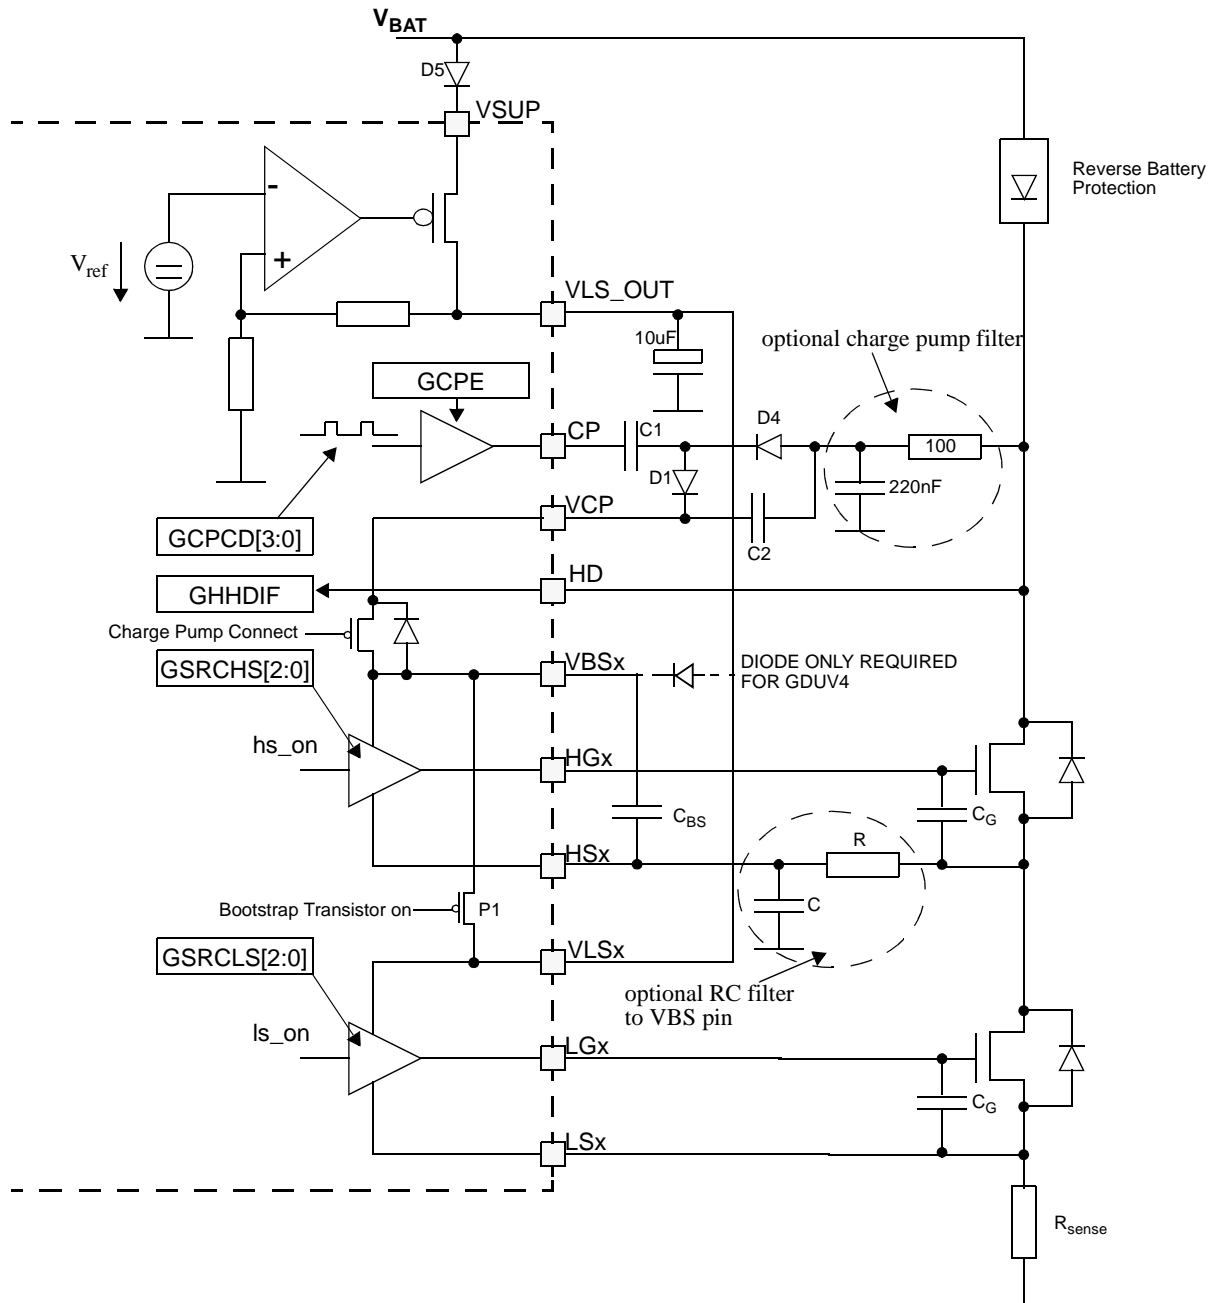 VBAT
D5
VSUP
Reverse Battery
Protection
-
+
Vref
VLS_OUT
10uF
optional charge pump filter
GCPE
CP
C1
D4
100
D1
220nF
VCP
C2
GCPCD[3:0]
HD
GHHDIF
Charge Pump Connect
GSRCHS[2:0]
VBSx
DIODE ONLY REQUIRED
FOR GDUV4
hs_on
HGx
CBS
CG
HSx
R
C
Bootstrap Transistor on
P1
GSRCLS[2:0]
VLSx
optional RC filter
to VBS pin
ls_on
LGx
CG
LSx
Rsense